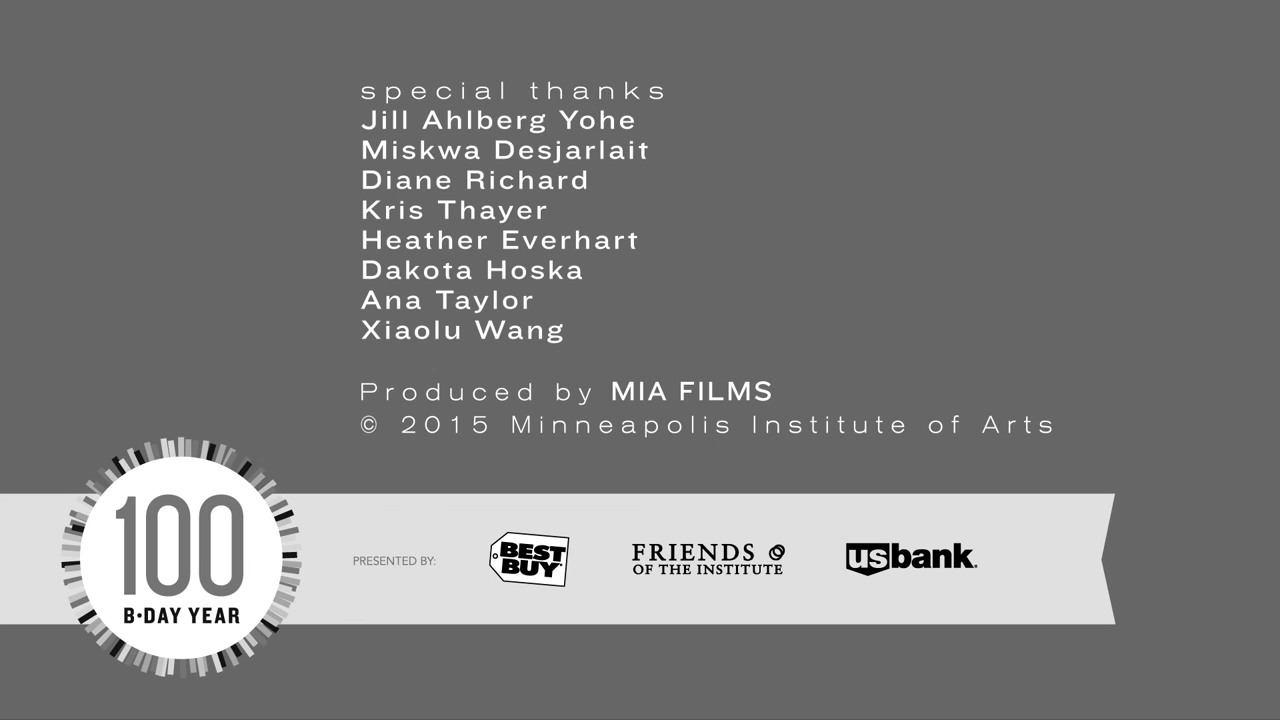 special thanks
Jill Ahlberg Yohe
Miskwa Desjarlait
Diane Richard
Kris Thayer
Heather Everhart
Dakota Hoska
Ana Taylor
Xiaolu Wang
Produced by MIA FILMS
© 2015 Minneapolis Institute of Arts
100
B•DAY YEAR
PRESENTED BY:
BEST
BUY
FRIENDS
OF THE INSTITUTE
usbank.